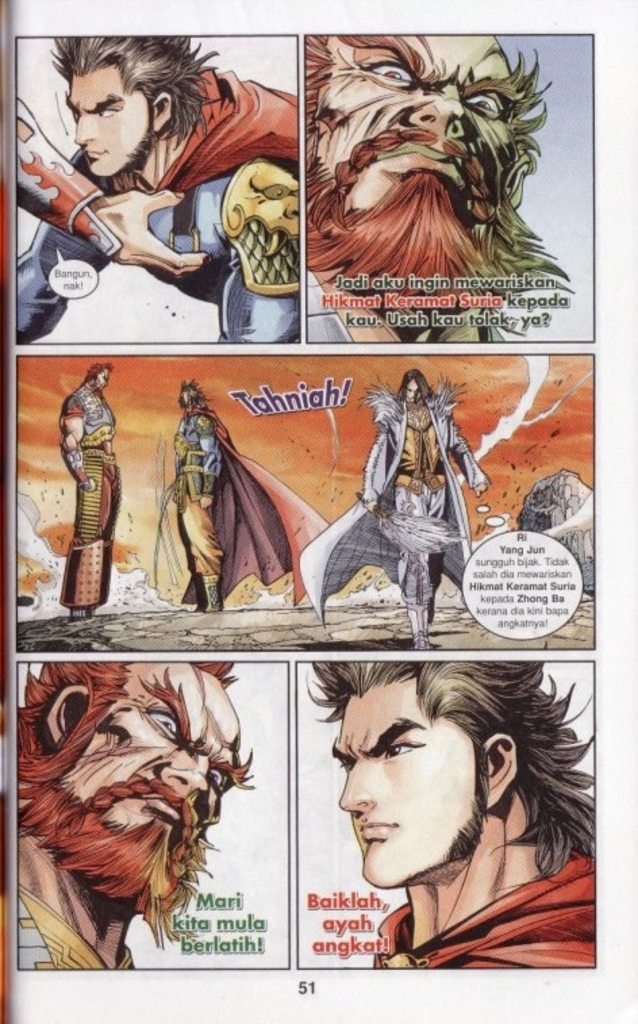 Bangun,
nak!
Jadi aku ingin mewariskan
Hikmat Keramat Suria kepada
kau. Usah kau tolak, ya?
Tahniah!
Ri
Yang Jun
sungguh bijak. Tidak
salah dia mewariskan
Hikmat Keramat Suria
kepada Zhong Ba
kerana dia kini bapa
angkatnya!
Mari
kita mula
berlatih!
Baiklah,
ayah
angkat!
51